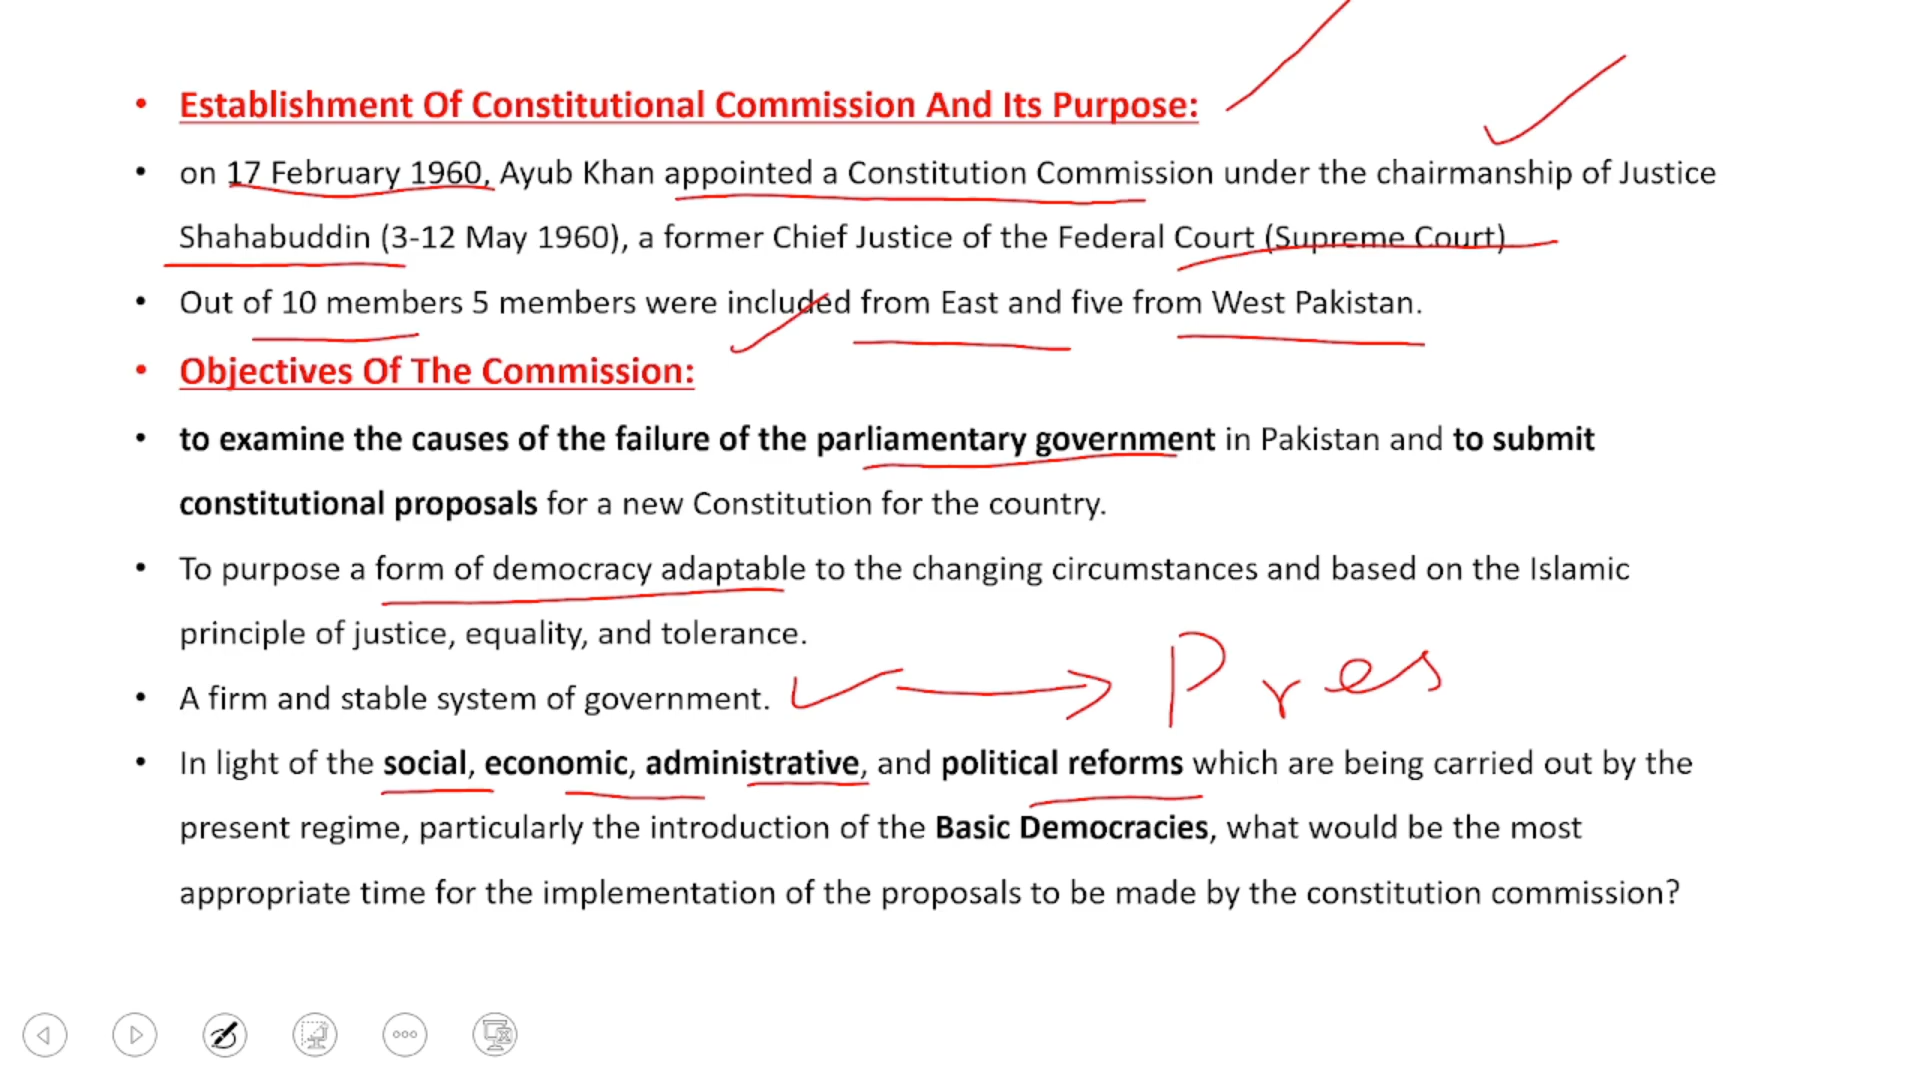 • Establishment Of Constitutional Commission And Its Purpose:
• on 17 February 1960, Ayub Khan appointed a Constitution Commission under the chairmanship of Justice
Shahabuddin (3-12 May 1960), a former Chief Justice of the Federal Court (Supreme Court)
• Out of 10 members 5 members were included from East and five from West Pakistan.
• Objectives Of The Commission:
• to examine the causes of the failure of the parliamentary government in Pakistan and to submit
constitutional proposals for a new Constitution for the country.
• To purpose a form of democracy adaptable to the changing circumstances and based on the Islamic
principle of justice, equality, and tolerance.
• A firm and stable system of government. Pres
• In light of the social, economic, administrative, and political reforms which are being carried out by the
present regime, particularly the introduction of the Basic Democracies, what would be the most
appropriate time for the implementation of the proposals to be made by the constitution commission?